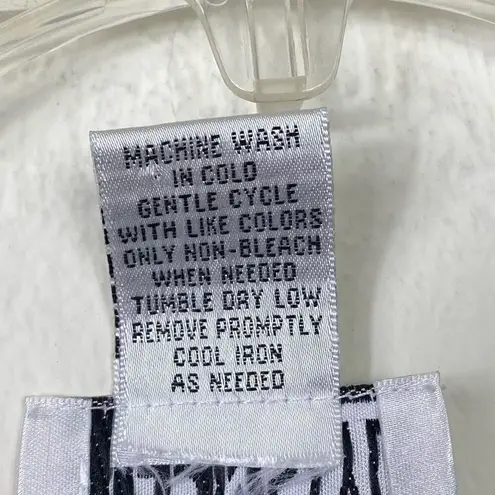 MACHINE WASH
IN COLD
GENTLE CYCLE
WITH LIKE COLORS
ONLY NON-BLEACH
WHEN NEEDED
TUMBLE DRY LOW
REMOVE PROMPTLY
COOL IRON
AS NEEDED